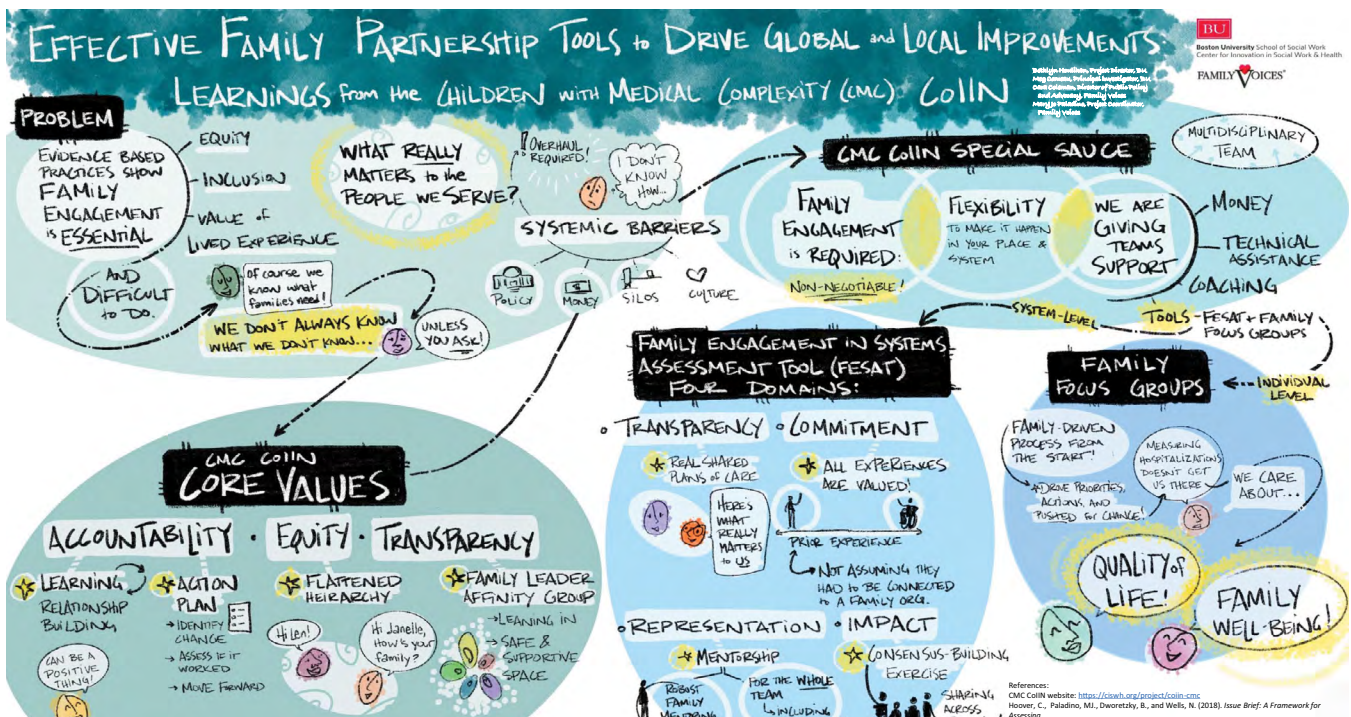 EFFECTIVE FAMILY PARTNERSHIP TOOLS to DRIVE GLOBAL and LOCAL IMPROVEMENTS:
LEARNINGS from the CHILDREN WITH MEDICAL COMPLEXITY (CMC) CoIIN
BU
Boston University School of Social Work
Center for Innovation in Social Work & Health
FAMILY VOICES®
PROBLEM
EVIDENCE BASED
PRACTICES SHOW
FAMILY
ENGAGEMENT
is ESSENTIAL
EQUITY
INCLUSION
VALUE of
LIVED EXPERIENCE
AND
DIFFICULT
to DO.
Of course we
know what
families need!
WE DON'T ALWAYS KNOW
WHAT WE DON'T KNOW...
UNLESS
YOU ASK!
WHAT REALLY
MATTERS to the
PEOPLE WE SERVE?
OVERHAUL
REQUIRED!
I DON'T
KNOW
HOW...
SYSTEMIC BARRIERS
POLICY
MONEY
SILOS
CULTURE
CMC CoIIN SPECIAL SAUCE
MULTIDISCIPLINARY
TEAM
FAMILY
ENGAGEMENT
is REQUIRED:
NON-NEGOTIABLE!
FLEXIBILITY
TO MAKE IT HAPPEN
IN YOUR PLACE &
SYSTEM
WE ARE
GIVING
TEAMS
SUPPORT
MONEY
TECHNICAL
ASSISTANCE
COACHING
TOOLS - FESAT + FAMILY
FOCUS GROUPS
SYSTEM-LEVEL
INDIVIDUAL
LEVEL
CMC CoIIN
CORE VALUES
ACCOUNTABILITY • EQUITY • TRANSPARENCY
LEARNING
RELATIONSHIP
BUILDING
CAN BE A
POSITIVE
THING!
ACTION
PLAN
→ IDENTIFY
CHANGE
→ ASSESS IF IT
WORKED
→ MOVE FORWARD
FLATTENED
HEIRARCHY
Hi Len!
Hi Janelle,
How's your
family?
FAMILY LEADER
AFFINITY GROUP
→ LEANING IN
→ SAFE &
SUPPORTIVE
SPACE
FAMILY ENGAGEMENT IN SYSTEMS
ASSESSMENT TOOL (FESAT)
FOUR DOMAINS:
• TRANSPARENCY
REAL SHARED
PLANS of CARE
HERE'S
WHAT
REALLY
MATTERS
to US
• COMMITMENT
ALL EXPERIENCES
ARE VALUED!
PRIOR EXPERIENCE
NOT ASSUMING THEY
HAD to BE CONNECTED
to A FAMILY ORG.
• REPRESENTATION
MENTORSHIP
ROBUST
FAMILY
MENTORING
FOR the WHOLE
TEAM
INCLUDING
• IMPACT
CONSENSUS-BUILDING
EXERCISE
SHARING
ACROSS
FAMILY
FOCUS GROUPS
FAMILY-DRIVEN
PROCESS FROM
THE START!
→ DRIVE PRIORITIES,
ACTIONS, AND
PUSHED for CHANGE!
MEASURING
HOSPITALIZATIONS
DOESN'T GET
US THERE
WE CARE
ABOUT...
QUALITY of
LIFE!
FAMILY
WELL-BEING!
References:
CMC CoIIN website: https://ciswh.org/project/coiin-cmc
Hoover, C., Paladino, MJ., Dworetzky, B., and Wells, N. (2018). Issue Brief: A Framework for
Assessing